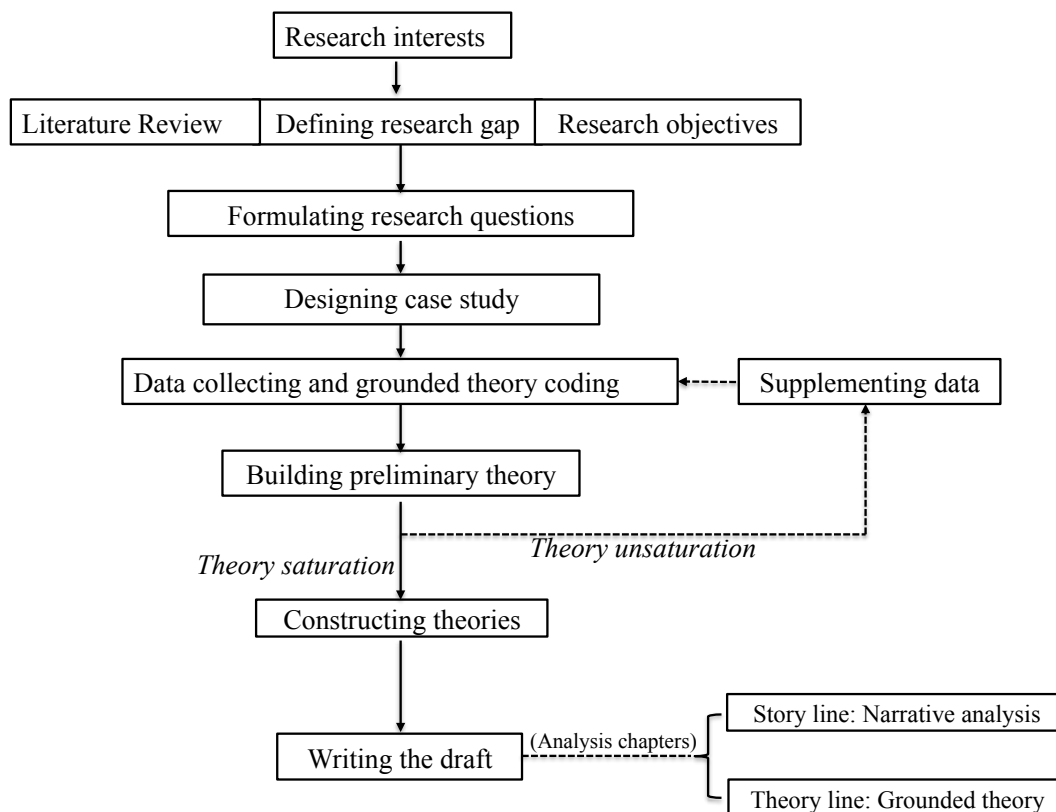 Research interests
Literature Review
Defining research gap
Research objectives
Formulating research questions
Designing case study
Data collecting and grounded theory coding
Supplementing data
Building preliminary theory
Theory unsaturation
Theory saturation
Constructing theories
Story line: Narrative analysis
(Analysis chapters)
Writing the draft
Theory line: Grounded theory